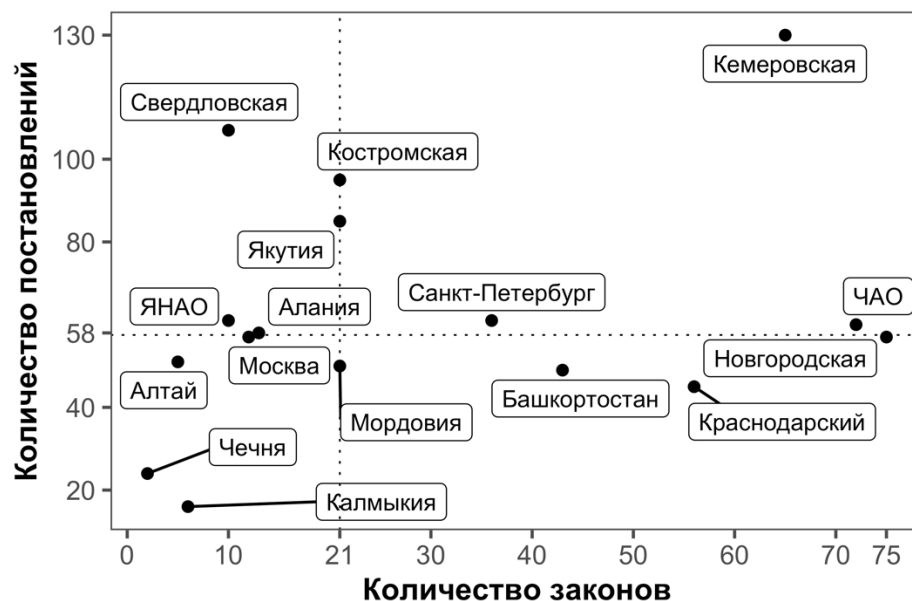 Количество постановлений
130
100
80
58
40
20
Кемеровская
Свердловская
Костромская
Якутия
Санкт-Петербург
ЧАО
ЯНАО
Алания
Москва
Новгородская
Алтай
Башкортостан
Мордовия
Краснодарский
Чечня
Калмыкия
0 10 21 30 40 50 60 70 75
Количество законов